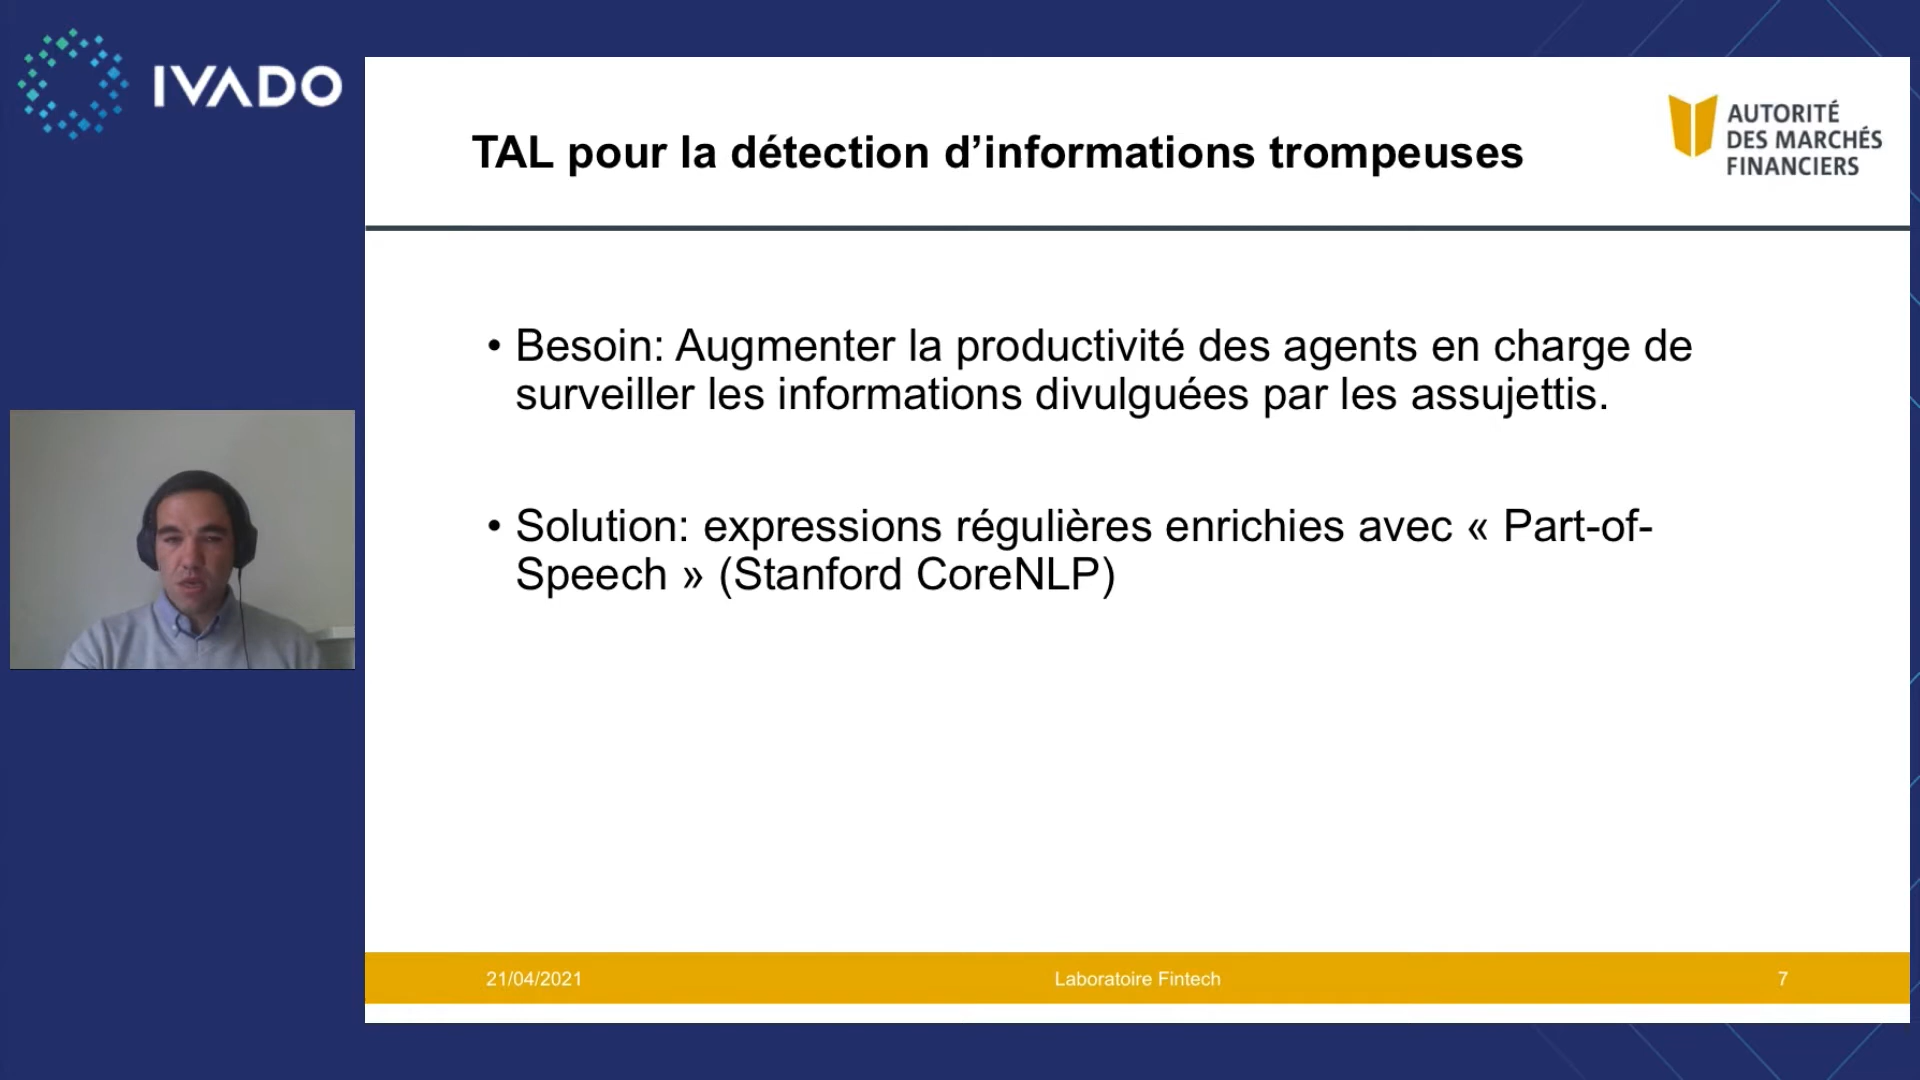 IVADO
TAL pour la détection d’informations trompeuses
AUTORITÉ
DES MARCHÉS
FINANCIERS
• Besoin: Augmenter la productivité des agents en charge de
surveiller les informations divulguées par les assujettis.
• Solution: expressions régulières enrichies avec « Part-of-
Speech » (Stanford CoreNLP)
21/04/2021
Laboratoire Fintech
7